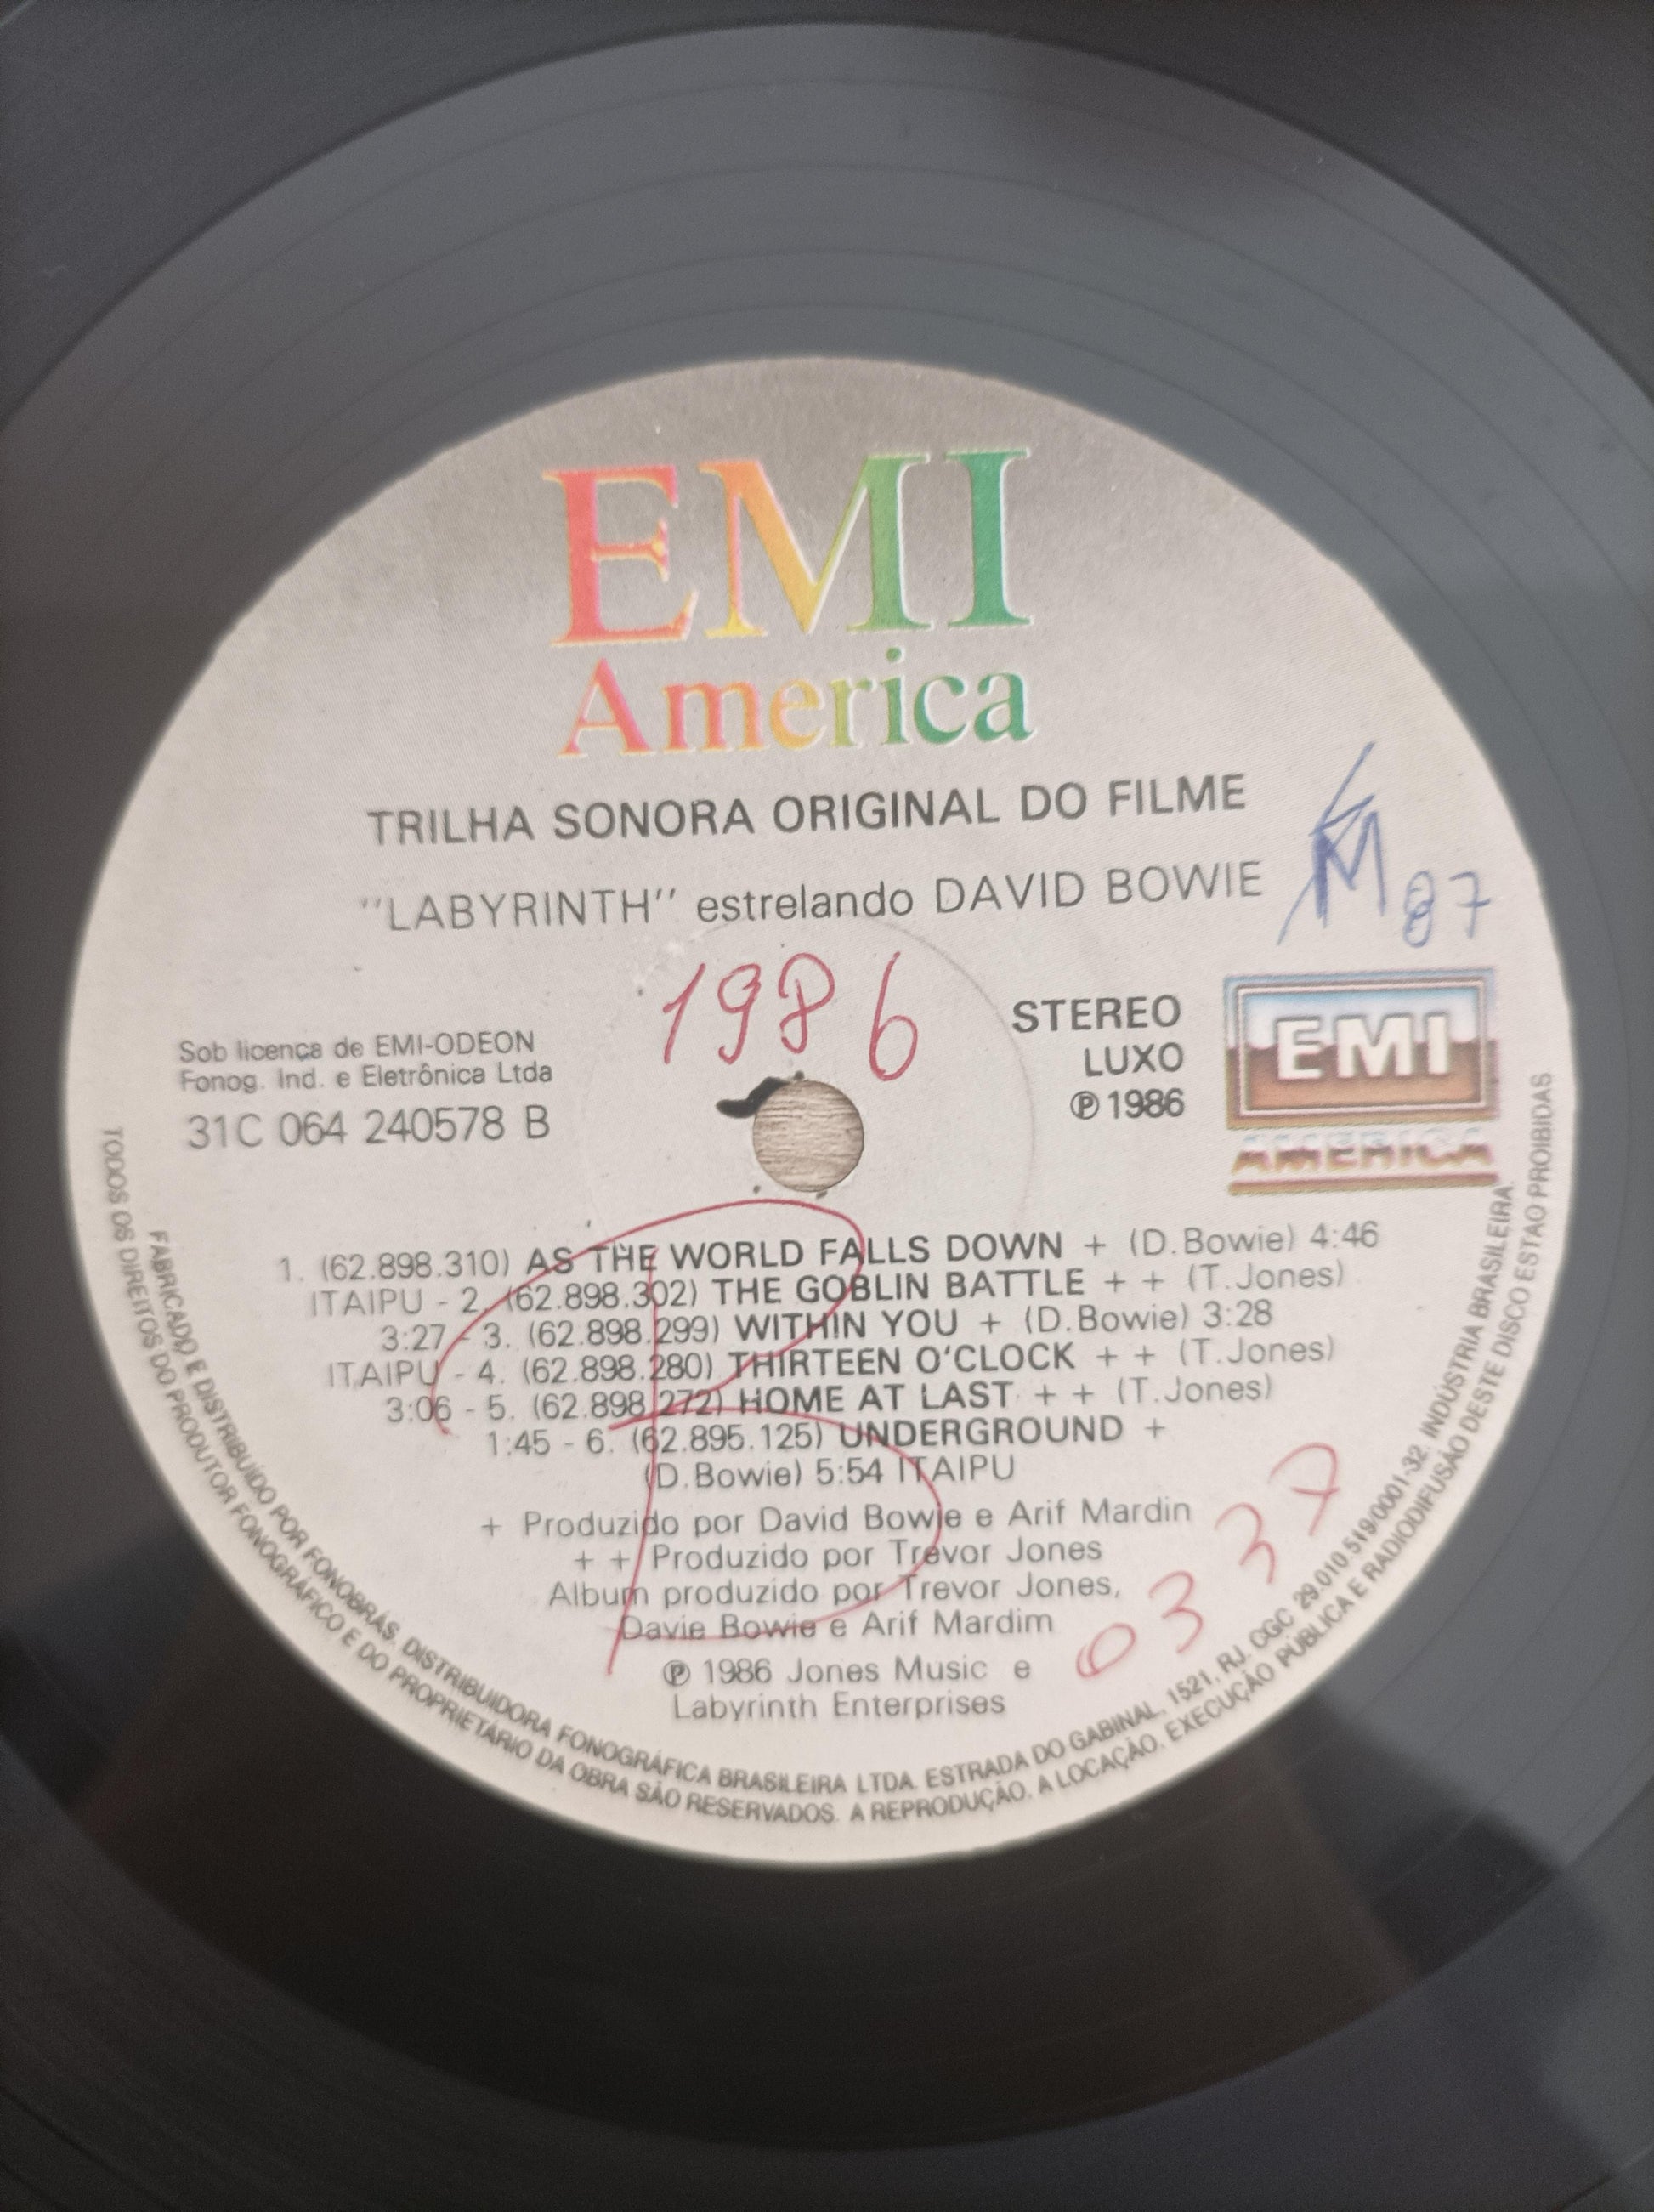 EMI
America
TRILHA SONORA ORIGINAL DO FILME
"LABYRINTH" estrelando DAVID BOWIE
87
1986
Sob licença de EMI-ODEON
Fonog. Ind. e Eletrônica Ltda
31C 064 240578 B
STEREO
LUXO
℗ 1986
EMI
AMERICA
1. (62.898.310) AS THE WORLD FALLS DOWN + (D.Bowie) 4:46
ITAIPU - 2. (62.898.302) THE GOBLIN BATTLE + + (T.Jones)
3:27 - 3. (62.898.299) WITHIN YOU + (D.Bowie) 3:28
ITAIPU - 4. (62.898.280) THIRTEEN O'CLOCK + + (T.Jones)
3:06 - 5. (62.898.272) HOME AT LAST + + (T.Jones)
1:45 - 6. (62.895.125) UNDERGROUND +
(D.Bowie) 5:54 ITAIPU
+ Produzido por David Bowie e Arif Mardin
+ + Produzido por Trevor Jones
Album produzido por Trevor Jones,
Davie Bowie e Arif Mardim
℗ 1986 Jones Music e
Labyrinth Enterprises
B
0337
FABRICADO E DISTRIBUÍDO POR FONOBRÁS. DISTRIBUIDORA FONOGRÁFICA BRASILEIRA LTDA. ESTRADA DO GABINAL, 1521, RJ. CGC 29.010.519/0001-32. INDÚSTRIA BRASILEIRA.
TODOS OS DIREITOS DO PRODUTOR FONOGRÁFICO E DO PROPRIETÁRIO DA OBRA SÃO RESERVADOS. A REPRODUÇÃO. A LOCAÇÃO. EXECUÇÃO PÚBLICA E RADIODIFUSÃO DESTE DISCO ESTÃO PROIBIDAS